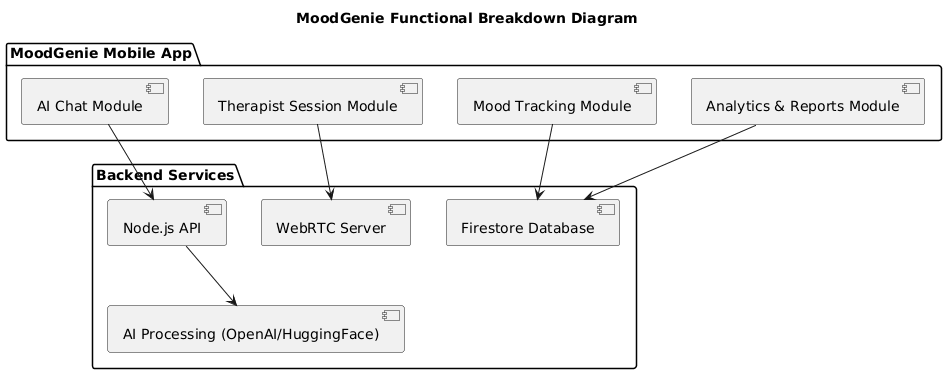 MoodGenie Functional Breakdown Diagram
MoodGenie Mobile App
AI Chat Module
Therapist Session Module
Mood Tracking Module
Analytics & Reports Module
Backend Services
Node.js API
WebRTC Server
Firestore Database
AI Processing (OpenAI/HuggingFace)